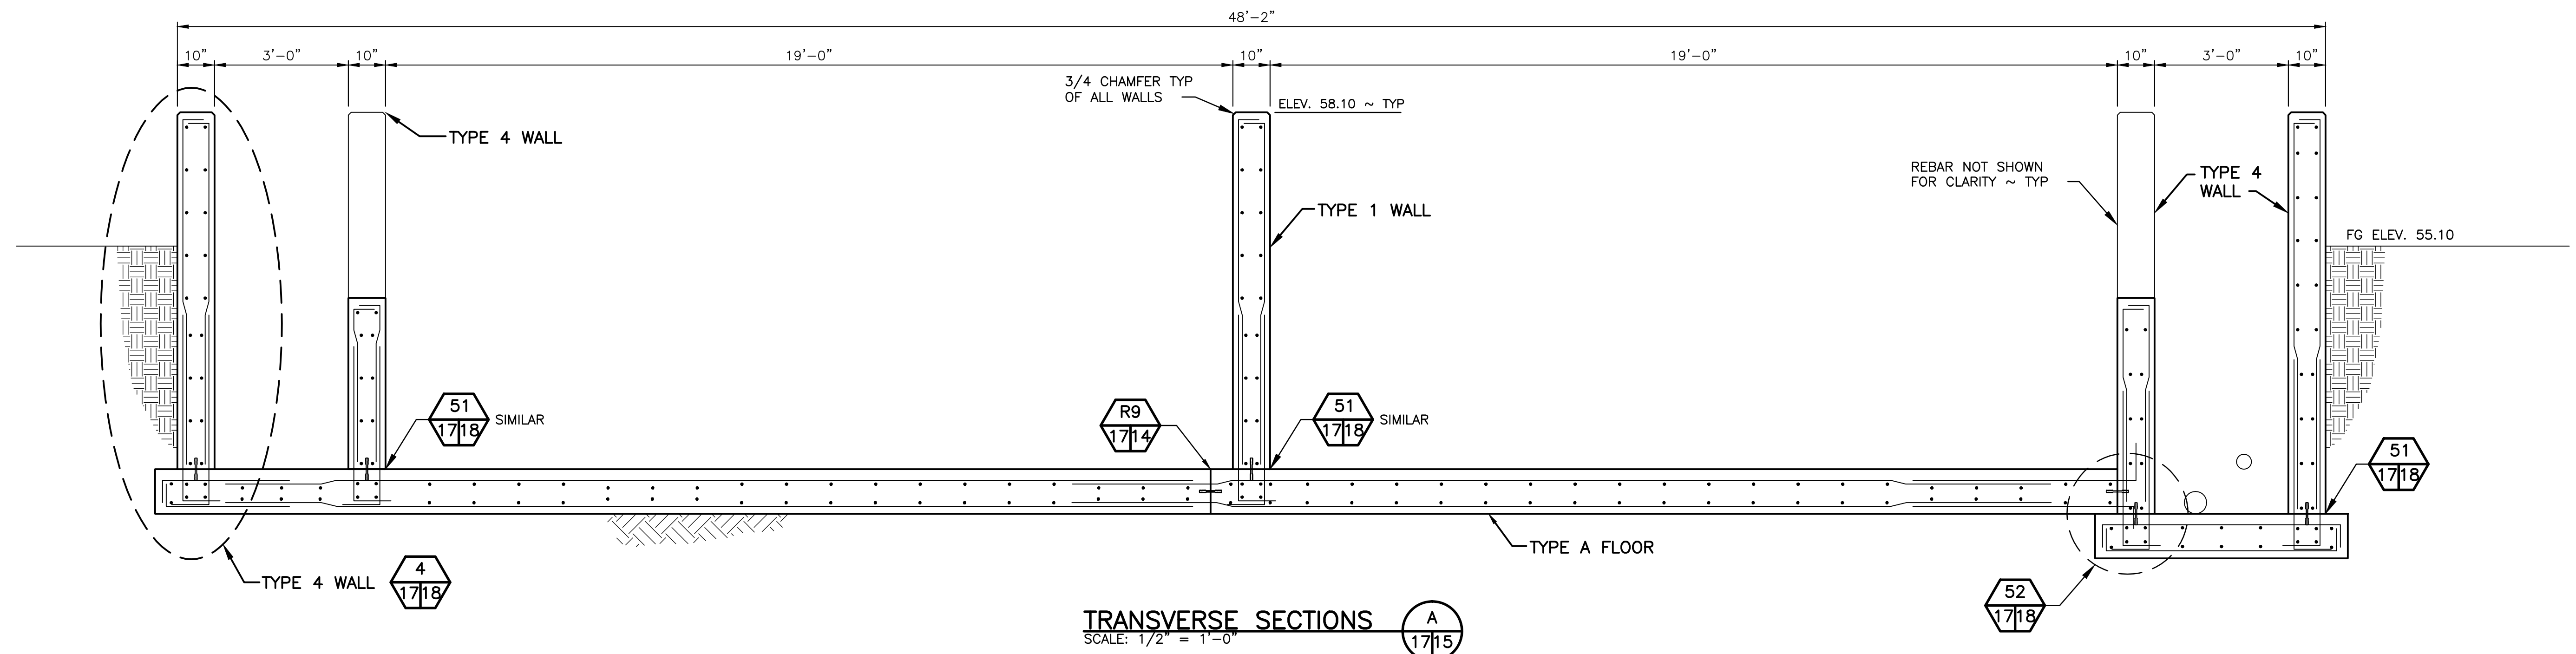 48'-2"
10"
3'-0"
10"
19'-0"
10"
19'-0"
10"
3'-0"
10"
3/4 CHAMFER TYP
OF ALL WALLS
ELEV. 58.10 ~ TYP
TYPE 4 WALL
REBAR NOT SHOWN
FOR CLARITY ~ TYP
TYPE 4
WALL
TYPE 1 WALL
FG ELEV. 55.10
51
17 18
SIMILAR
R9
17 14
51
17 18
SIMILAR
51
17 18
TYPE A FLOOR
TYPE 4 WALL
4
17 18
52
17 18
TRANSVERSE SECTIONS
SCALE: 1/2" = 1'-0"
A
17 15